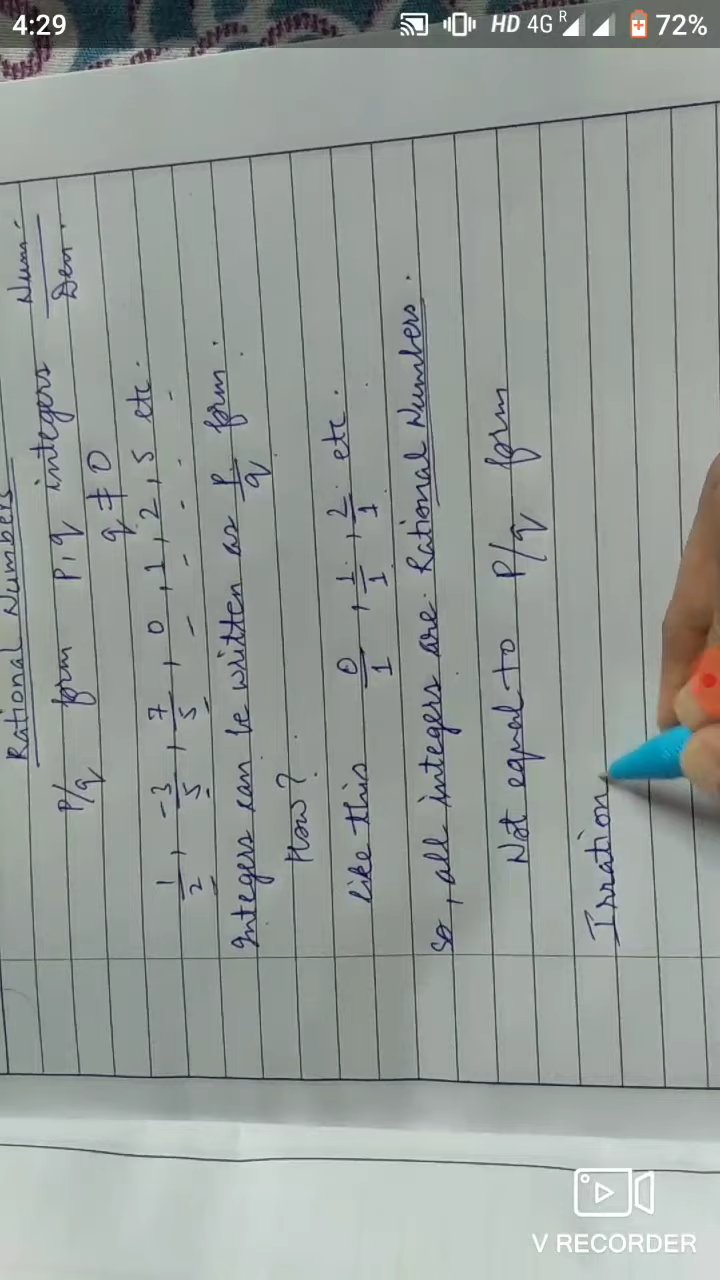 4:29 HD 4G R 72%
Rational Numbers
P/q form P, q integers Num.
q ≠ 0 Den.
1/2, -3/5, 7/5, 0, 1, 2, 5 etc.
Integers can be written as P/q form.
How?
like this 0/1, 1/1, 2/1 etc.
So, all integers are Rational Numbers.
Not equal to P/q form
Irration
V RECORDER